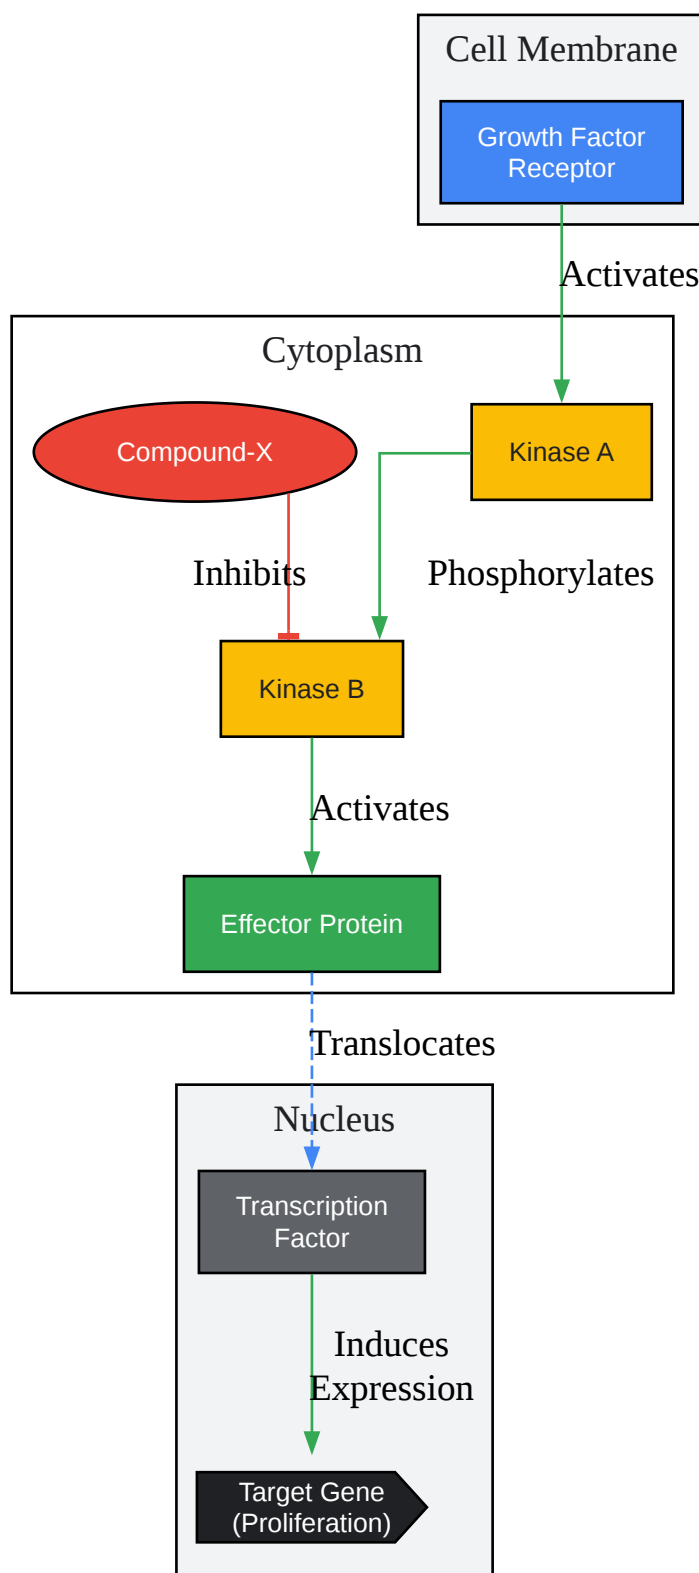 Cell Membrane
Growth Factor
Receptor
Activates
Cytoplasm
Compound-X
Kinase A
Inhibits
Phosphorylates
Kinase B
Activates
Effector Protein
Translocates
Nucleus
Transcription
Factor
Induces
Expression
Target Gene
(Proliferation)